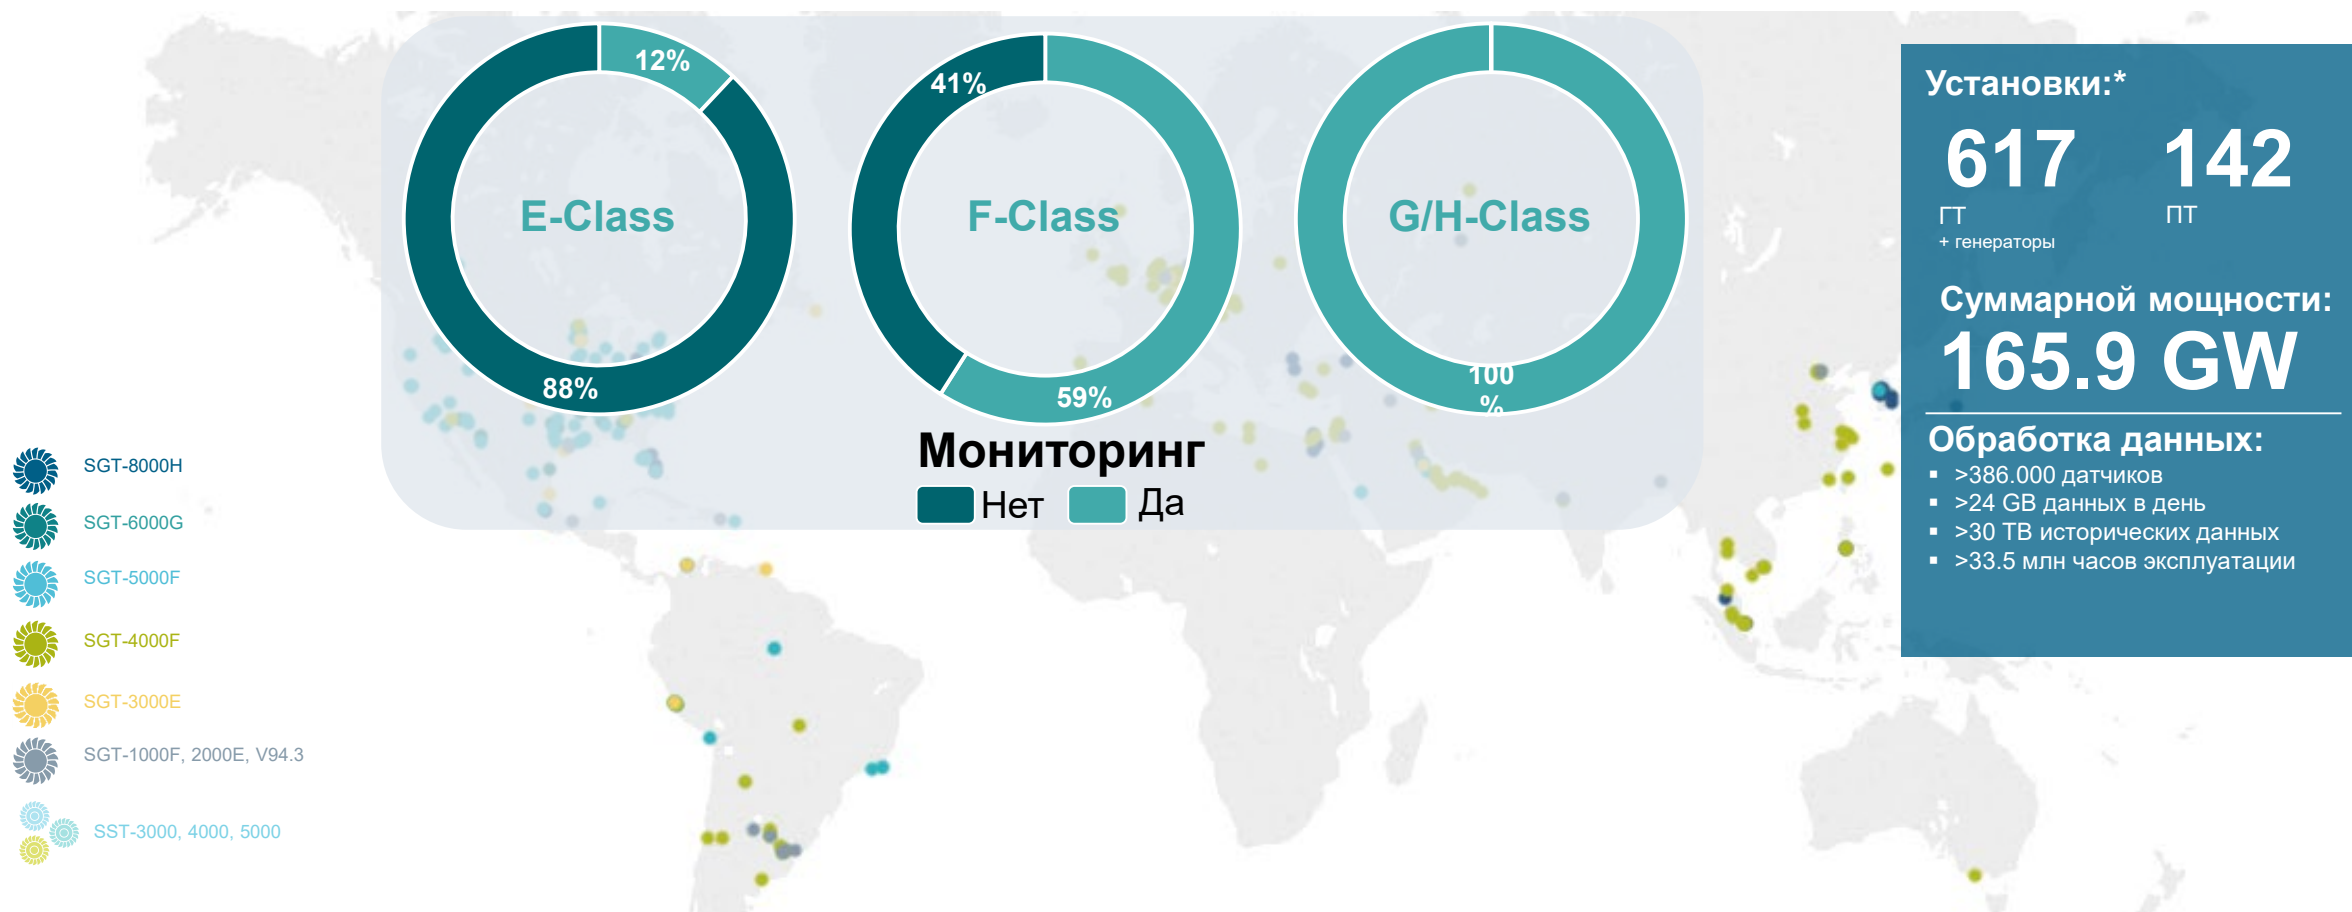 12%
88%
E-Class
41%
59%
F-Class
100
%
G/H-Class
Мониторинг
Нет
Да
SGT-8000H
SGT-6000G
SGT-5000F
SGT-4000F
SGT-3000E
SGT-1000F, 2000E, V94.3
SST-3000, 4000, 5000
Установки:*
617 142
ГТ ПТ
+ генераторы
Суммарной мощности:
165.9 GW
Обработка данных:
▪ >386.000 датчиков
▪ >24 GB данных в день
▪ >30 TB исторических данных
▪ >33.5 млн часов эксплуатации